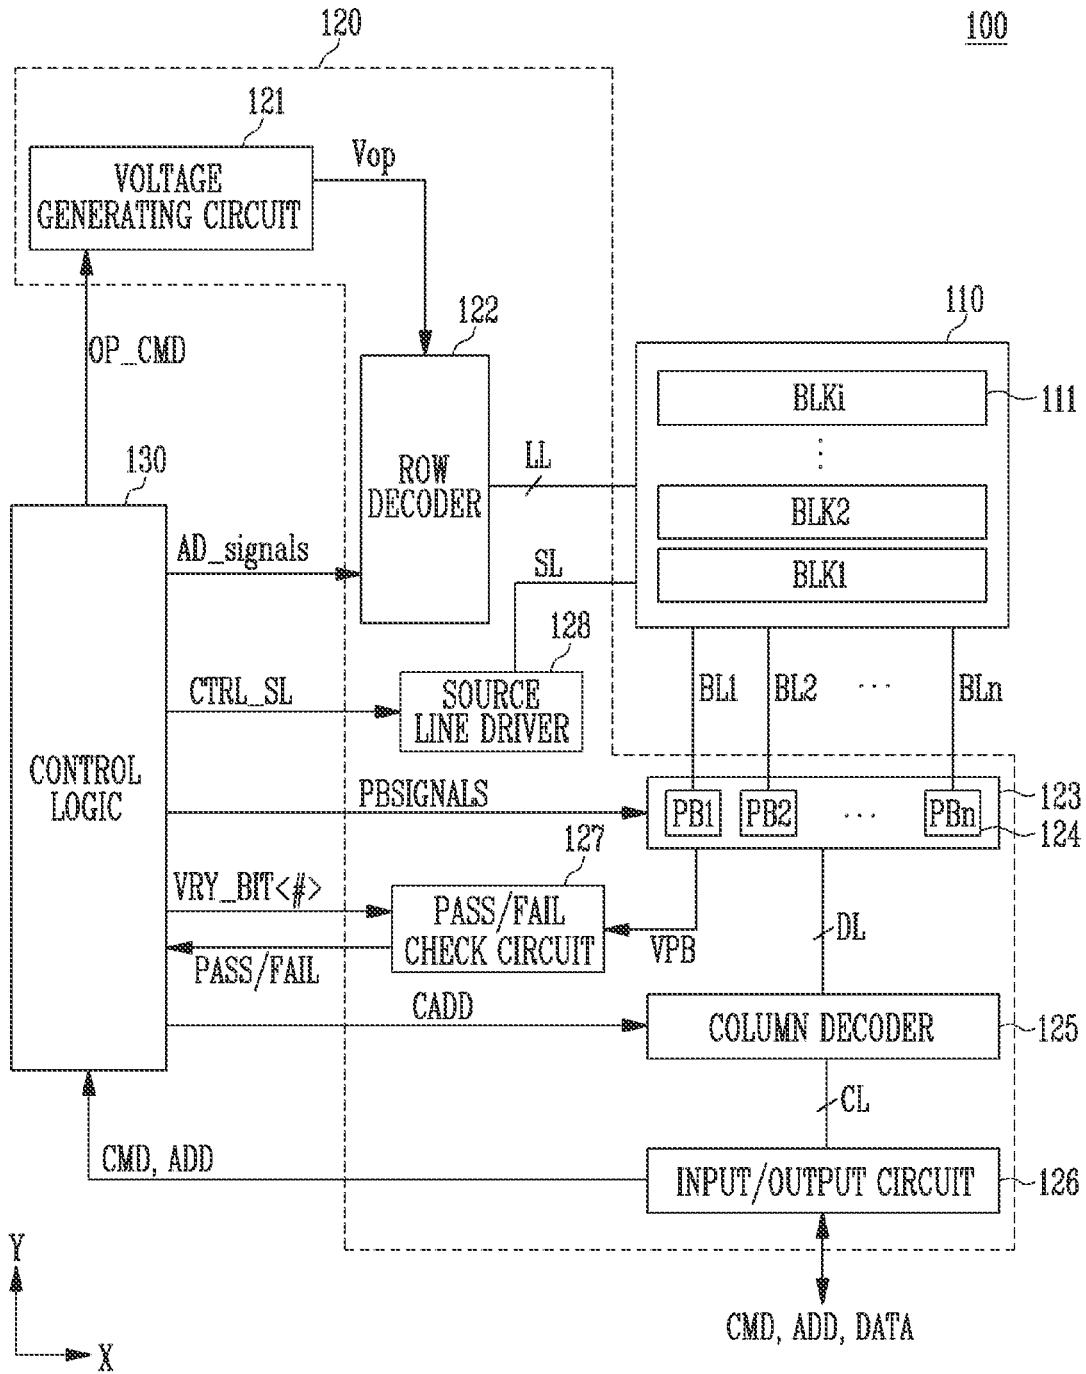 120
100
121
VOLTAGE
GENERATING CIRCUIT
Vop
122
110
OP_CMD
BLKi
111
130
ROW
DECODER
LL
BLK2
AD_signals
SL
BLK1
128
CTRL_SL
SOURCE
LINE DRIVER
BL1
BL2
...
BLn
CONTROL
LOGIC
PBSIGNALS
PB1
PB2
...
PBn
123
124
127
VRY_BIT<#>
PASS/FAIL
CHECK CIRCUIT
VPB
DL
PASS/FAIL
CADD
COLUMN DECODER
125
CL
CMD, ADD
INPUT/OUTPUT CIRCUIT
126
Y
X
CMD, ADD, DATA